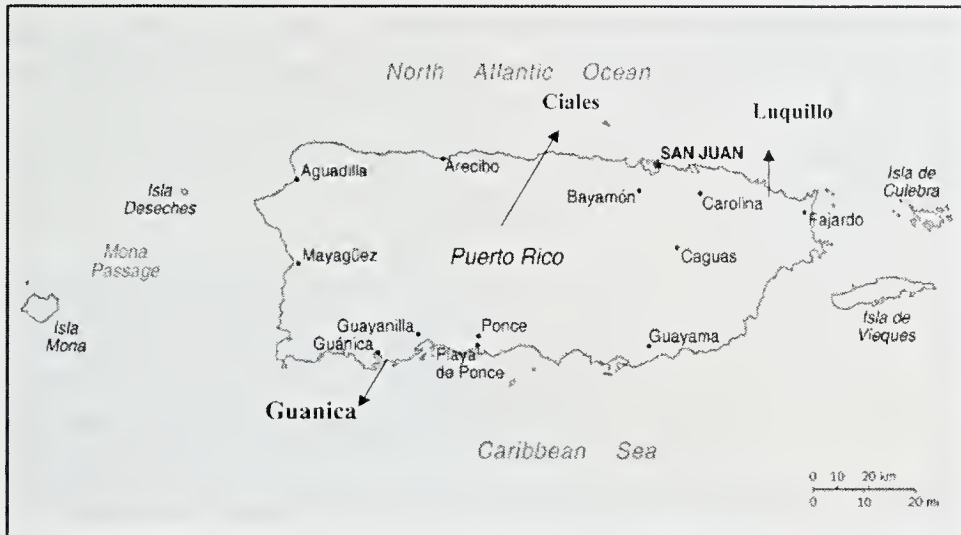 North Atlantic Ocean
Ciales
Luquillo
SAN JUAN
Aguadilla
Arecibo
Isla
Deseches
Bayamón
Carolina
Isla de
Culebra
Fajardo
Mona
Passage
Mayagüez
Puerto Rico
Caguas
Isla
Mona
Guayanilla
Guánica
Ponce
Playa
de Ponce
Guayama
Isla de
Vieques
Guanica
Caribbean Sea
0 10 20 km
0 10 20 mi